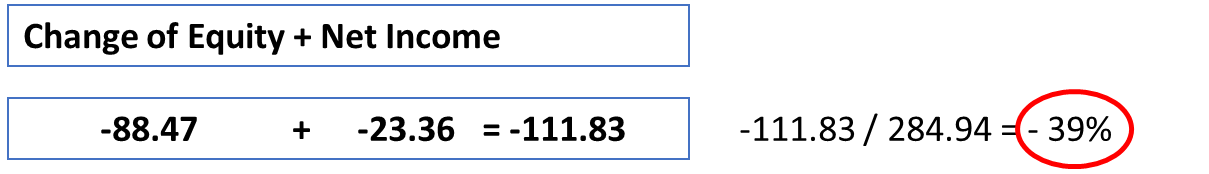 Change of Equity + Net Income
-88.47 + -23.36 = -111.83 -111.83 / 284.94 = - 39%